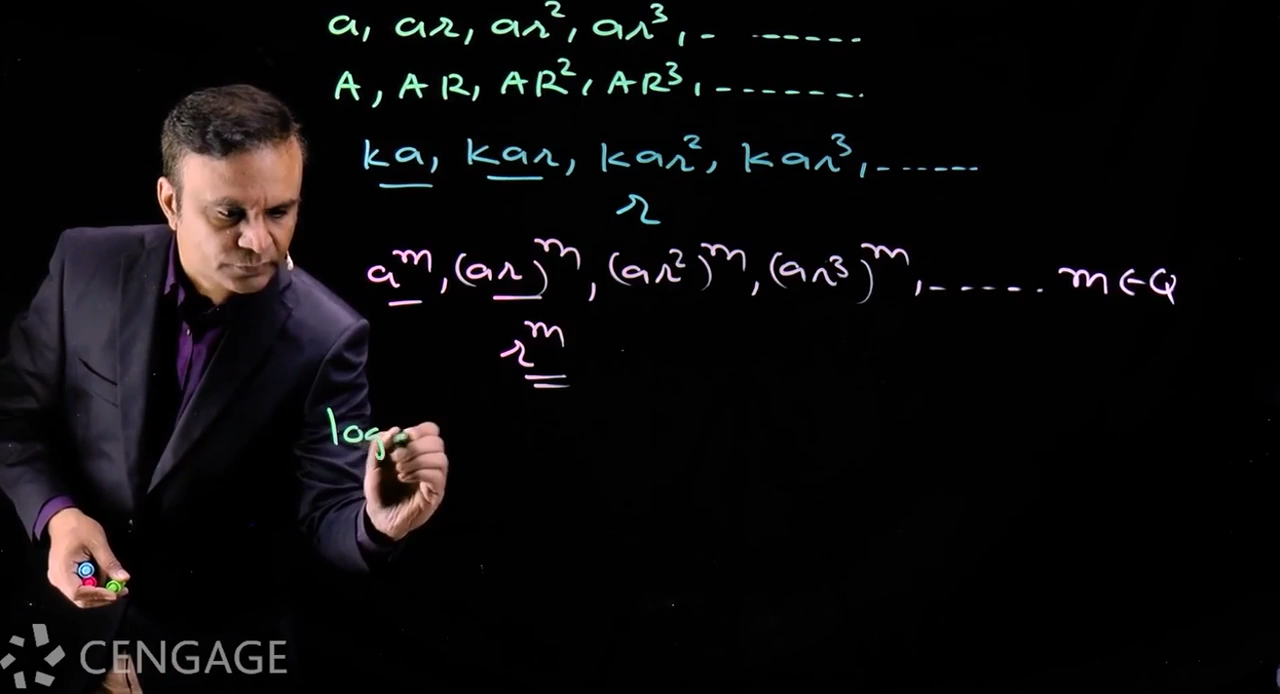 a, ar, ar², ar³, - ------
A, AR, AR², AR³, -------.
ka, kar, kar², kar³, ------
r
aᵐ, (ar)ᵐ, (ar²)ᵐ, (ar³)ᵐ, ----- . m∈Q
rᵐ
log
CENGAGE